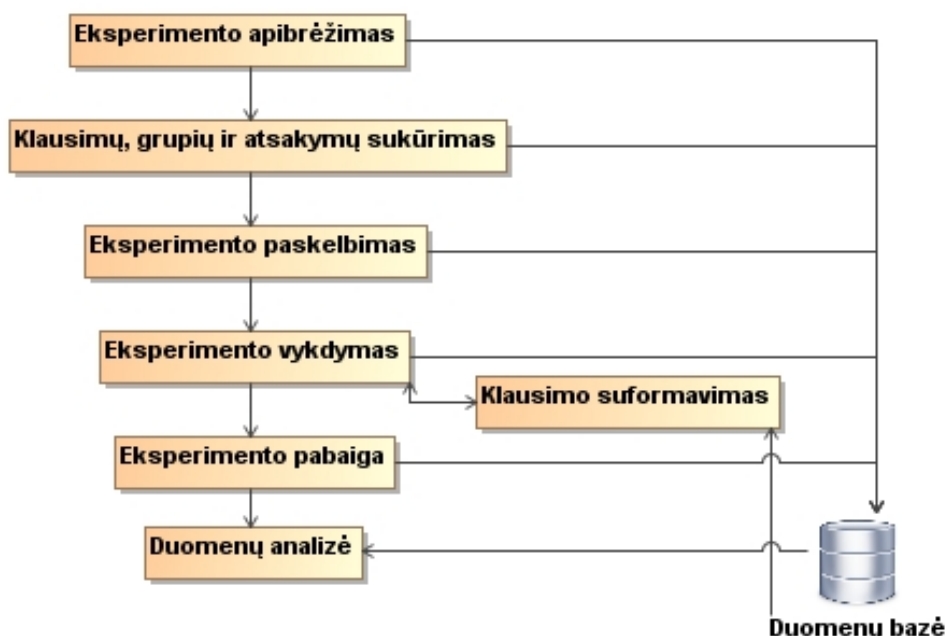 Eksperimento apibrėžimas
Klausimų, grupių ir atsakymų sukūrimas
Eksperimento paskelbimas
Eksperimento vykdymas
Klausimo suformavimas
Eksperimento pabaiga
Duomenų analizė
Duomenų bazė